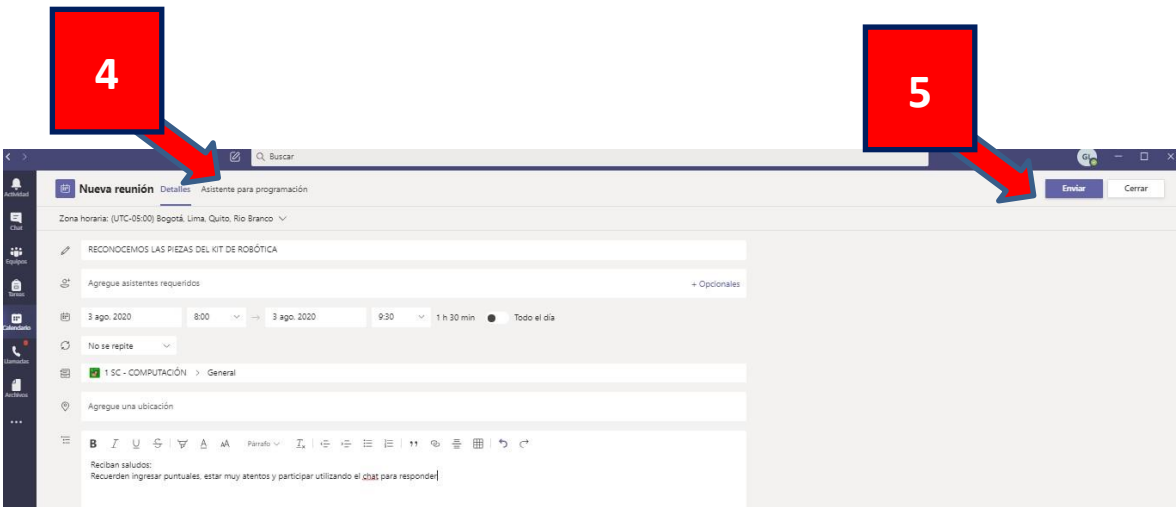 4
5
Buscar
GL
Actividad
Nueva reunión Detalles Asistente para programación
Enviar Cerrar
Chat
Zona horaria: (UTC-05:00) Bogotá, Lima, Quito, Rio Branco
Equipos
RECONOCEMOS LAS PIEZAS DEL KIT DE ROBÓTICA
Tareas
Agregue asistentes requeridos + Opcionales
Calendario
3 ago. 2020 8:00 → 3 ago. 2020 9:30 1 h 30 min Todo el día
Llamadas
No se repite
1 SC - COMPUTACIÓN > General
Archivos
Agregue una ubicación
B I U S A AA Párrafo
Reciban saludos:
Recuerden ingresar puntuales, estar muy atentos y participar utilizando el chat para responder